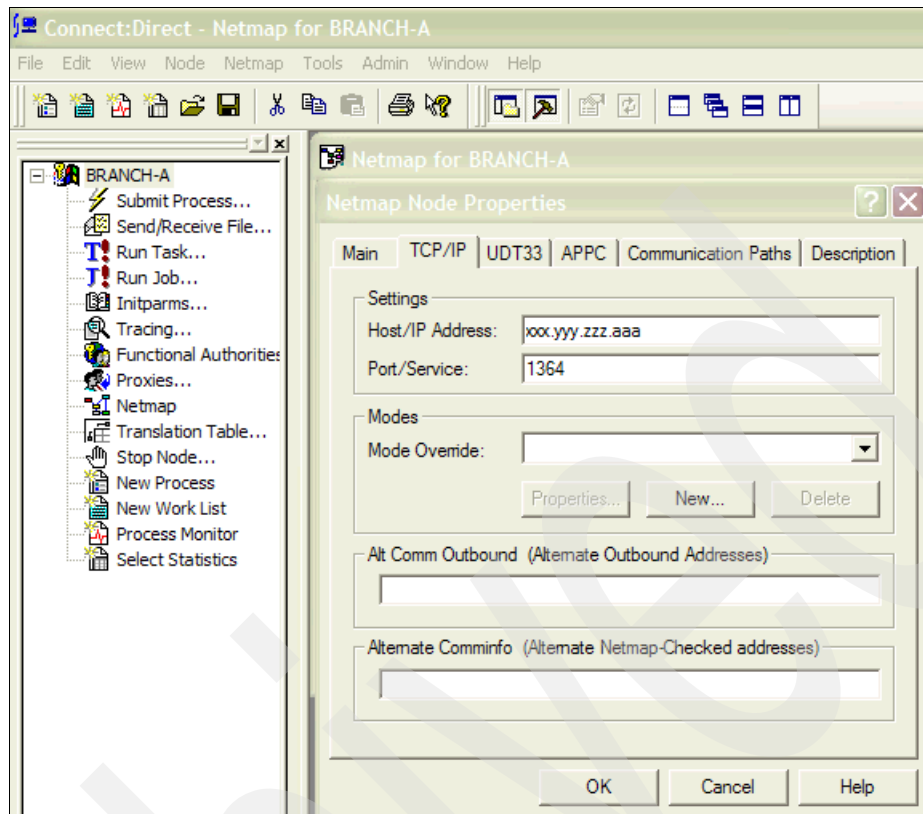 Connect:Direct - Netmap for BRANCH-A
File Edit View Node Netmap Tools Admin Window Help
BRANCH-A
Submit Process...
Send/Receive File...
Run Task...
Run Job...
Initparms...
Tracing...
Functional Authorities
Proxies...
Netmap
Translation Table...
Stop Node...
New Process
New Work List
Process Monitor
Select Statistics
Netmap for BRANCH-A
Netmap Node Properties
Main TCP/IP UDT33 APPC Communication Paths Description
Settings
Host/IP Address: xxx.yyy.zzz.aaa
Port/Service: 1364
Modes
Mode Override:
Properties... New... Delete
Alt Comm Outbound (Alternate Outbound Addresses)
Alternate Comminfo (Alternate Netmap-Checked addresses)
OK Cancel Help